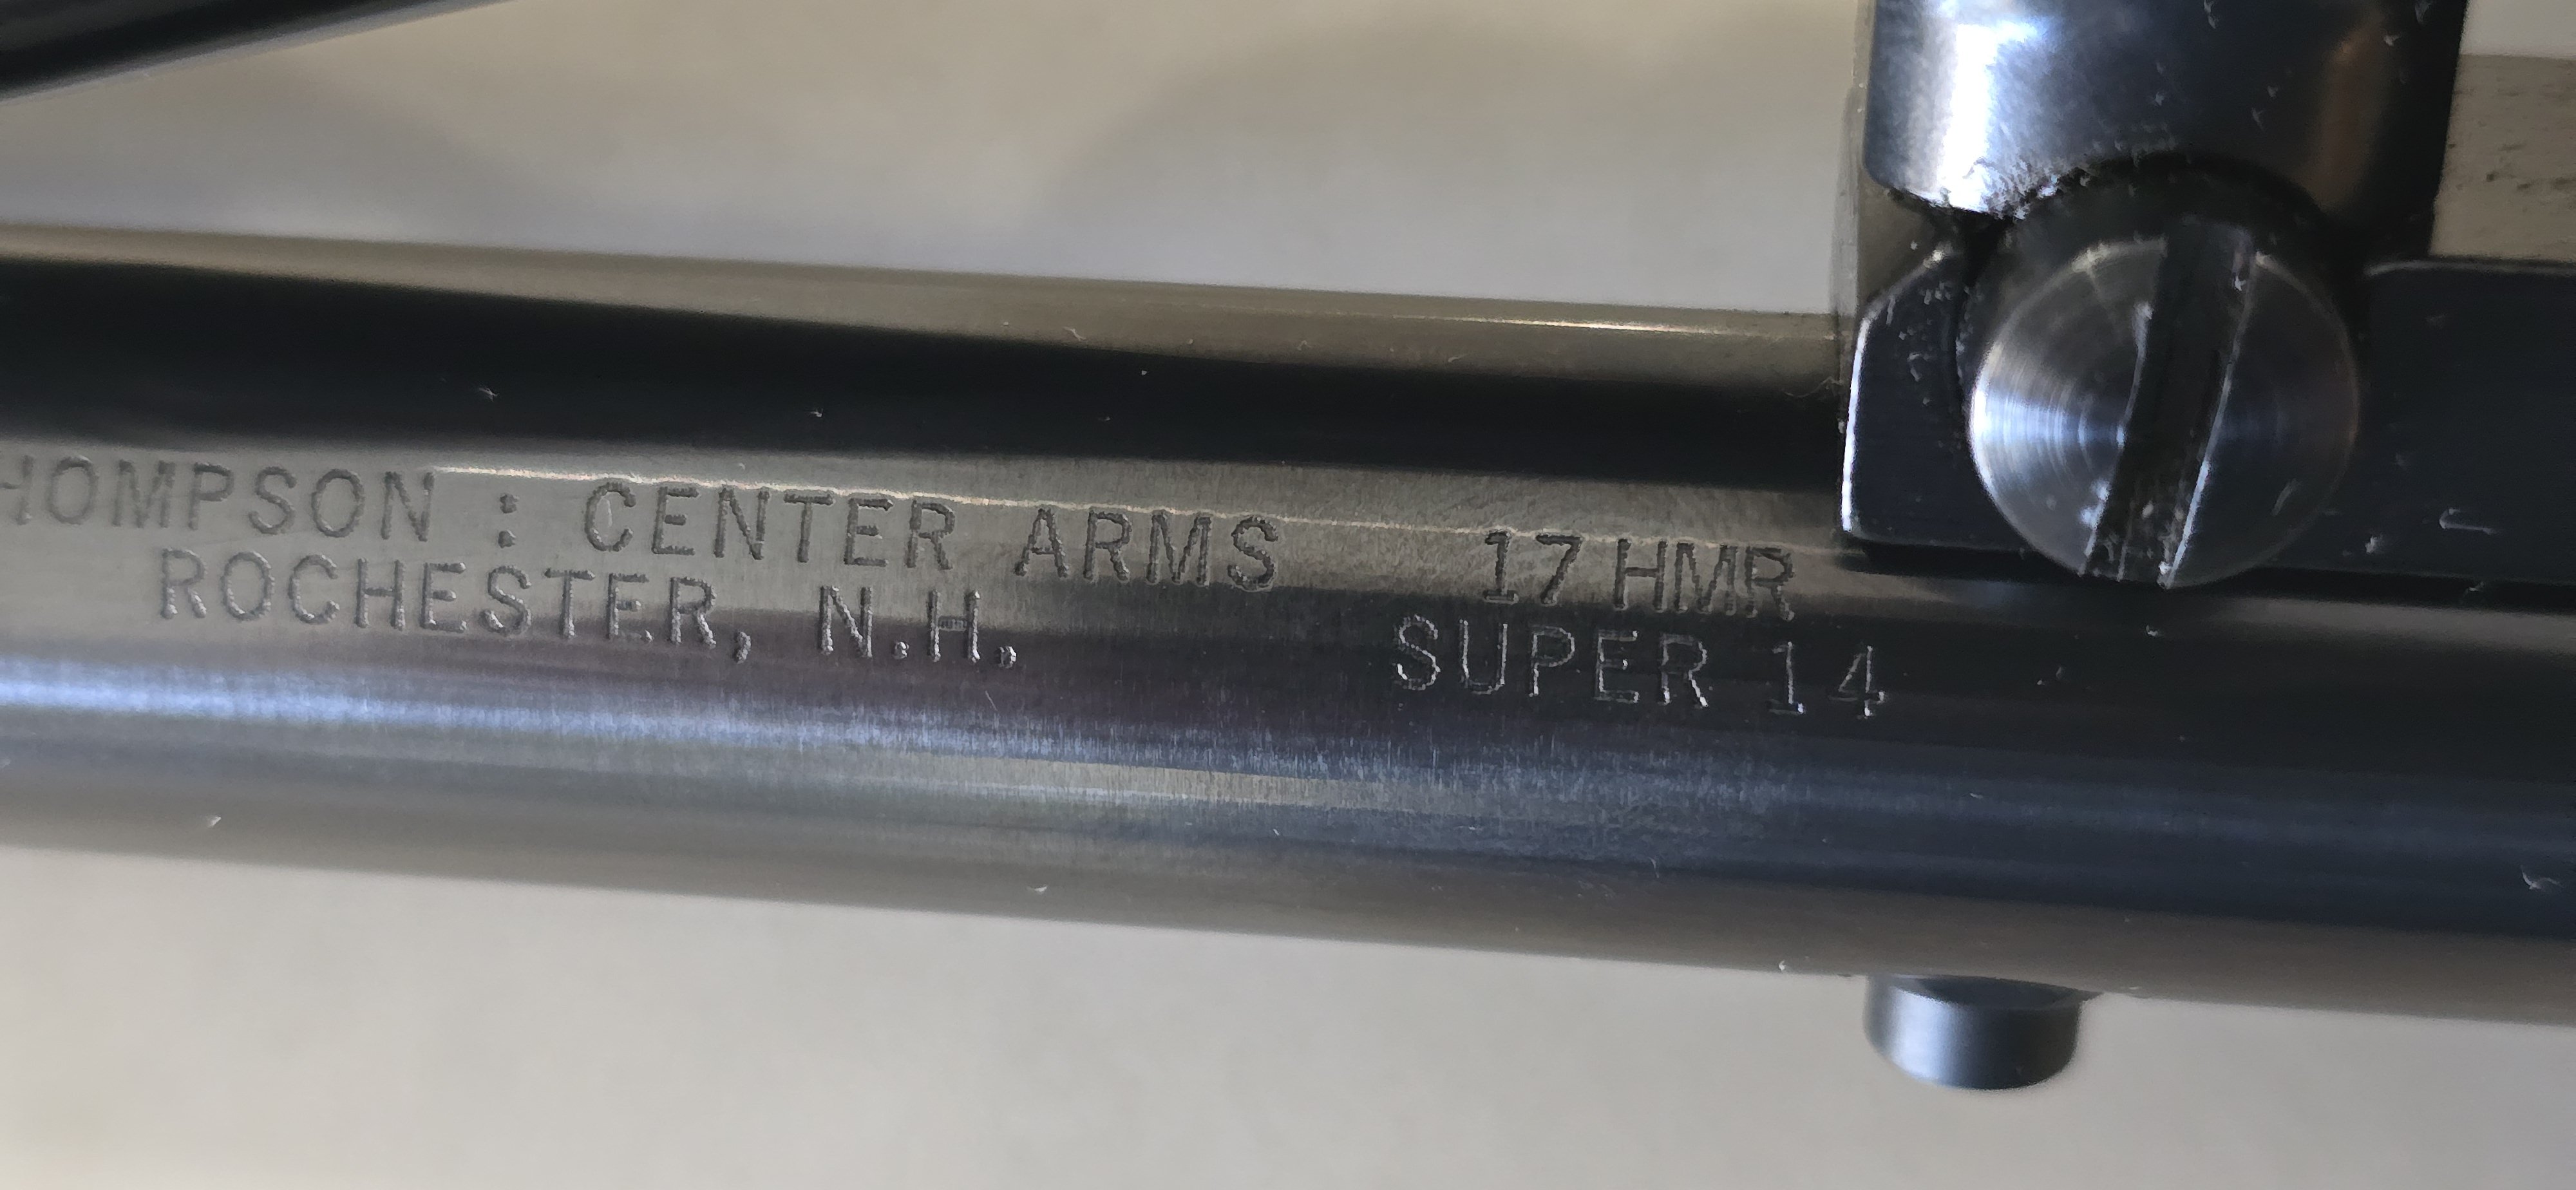 HOMPSON : CENTER ARMS
ROCHESTER, N.H.
17 HMR
SUPER 14